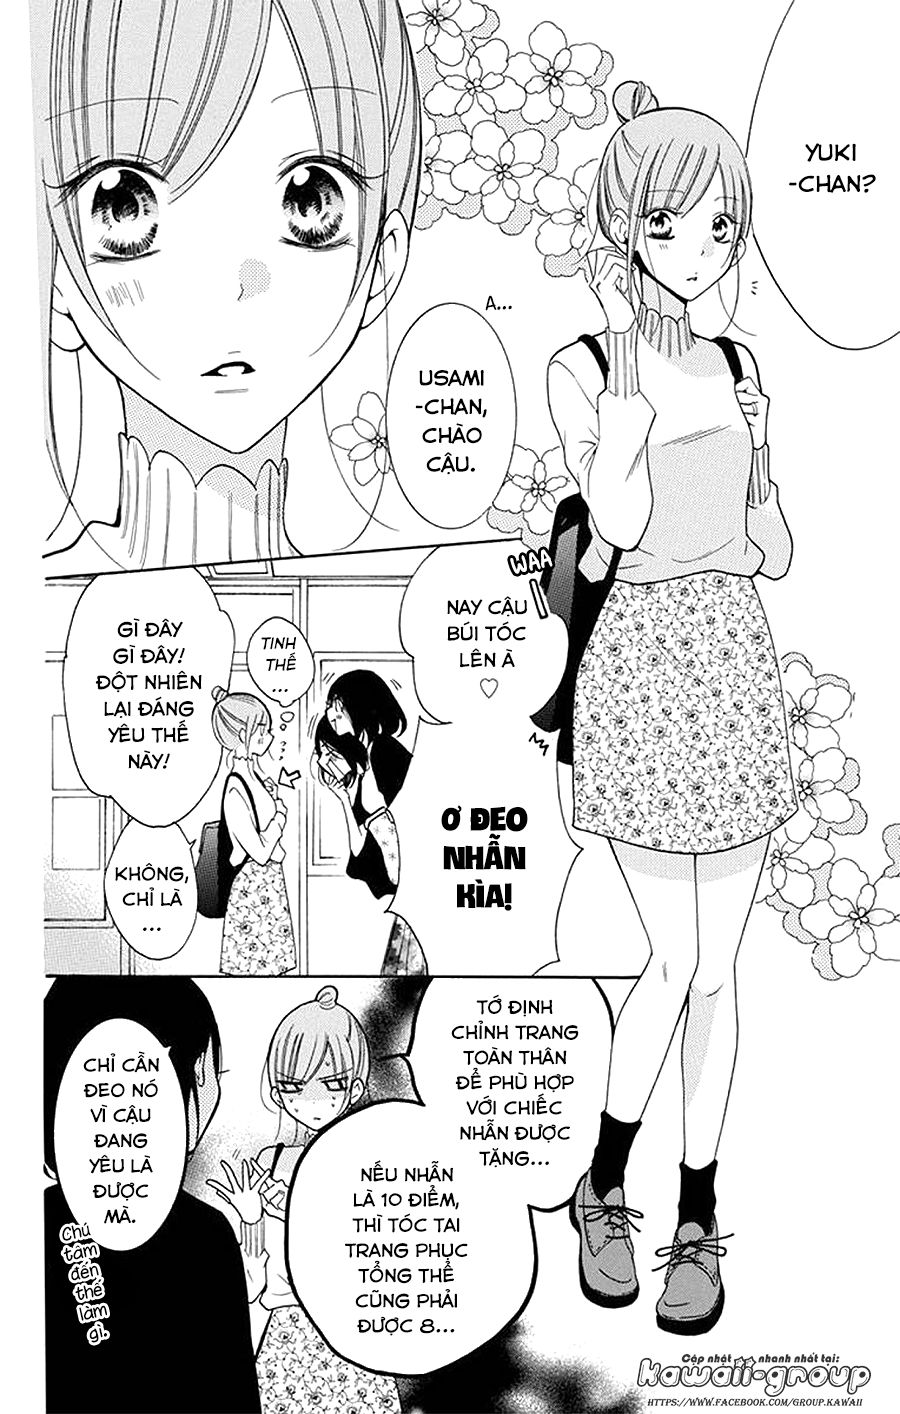 YUKI
-CHAN?
A...
USAMI
-CHAN,
CHÀO
CẬU.
WAA
NAY CẬU
BÚI TÓC
LÊN À
♡
Ơ ĐEO
NHẪN
KÌA!
TINH
THẾ
...
GÌ ĐÂY
GÌ ĐÂY!
ĐỘT NHIÊN
LẠI ĐÁNG
YÊU THẾ
NÀY!
???
KHÔNG,
CHỈ LÀ
...
TỚ ĐỊNH
CHỈNH TRANG
TOÀN THÂN
ĐỂ PHÙ HỢP
VỚI CHIẾC
NHẪN ĐƯỢC
TẶNG...
NẾU NHẪN
LÀ 10 ĐIỂM,
THÌ TÓC TAI
TRANG PHỤC
TỔNG THỂ
CŨNG PHẢI
ĐƯỢC 8...
CHỈ CẦN
ĐEO NÓ
VÌ CẬU
ĐANG
YÊU LÀ
ĐƯỢC
MÀ.
Chú
tâm
đến
thế
làm
gì.
Cập nhật nhanh nhất tại:
kawaii-group
HTTPS://WWW.FACEBOOK.COM/GROUP.KAWAII